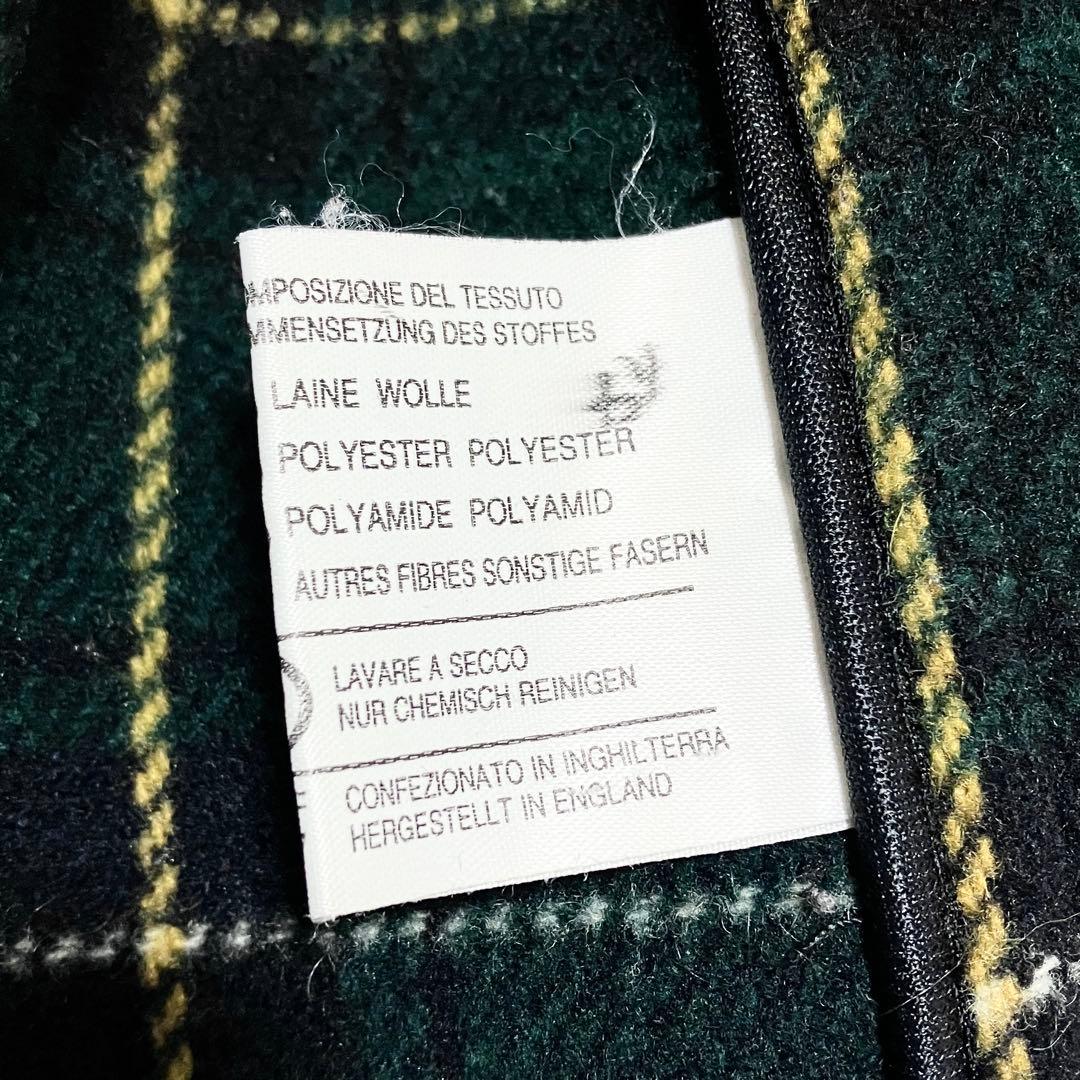 OMPOSIZIONE DEL TESSUTO
MMENSETZUNG DES STOFFES
LAINE WOLLE
POLYESTER POLYESTER
POLYAMIDE POLYAMID
AUTRES FIBRES SONSTIGE FASERN
LAVARE A SECCO
NUR CHEMISCH REINIGEN
CONFEZIONATO IN INGHILTERRA
HERGESTELLT IN ENGLAND